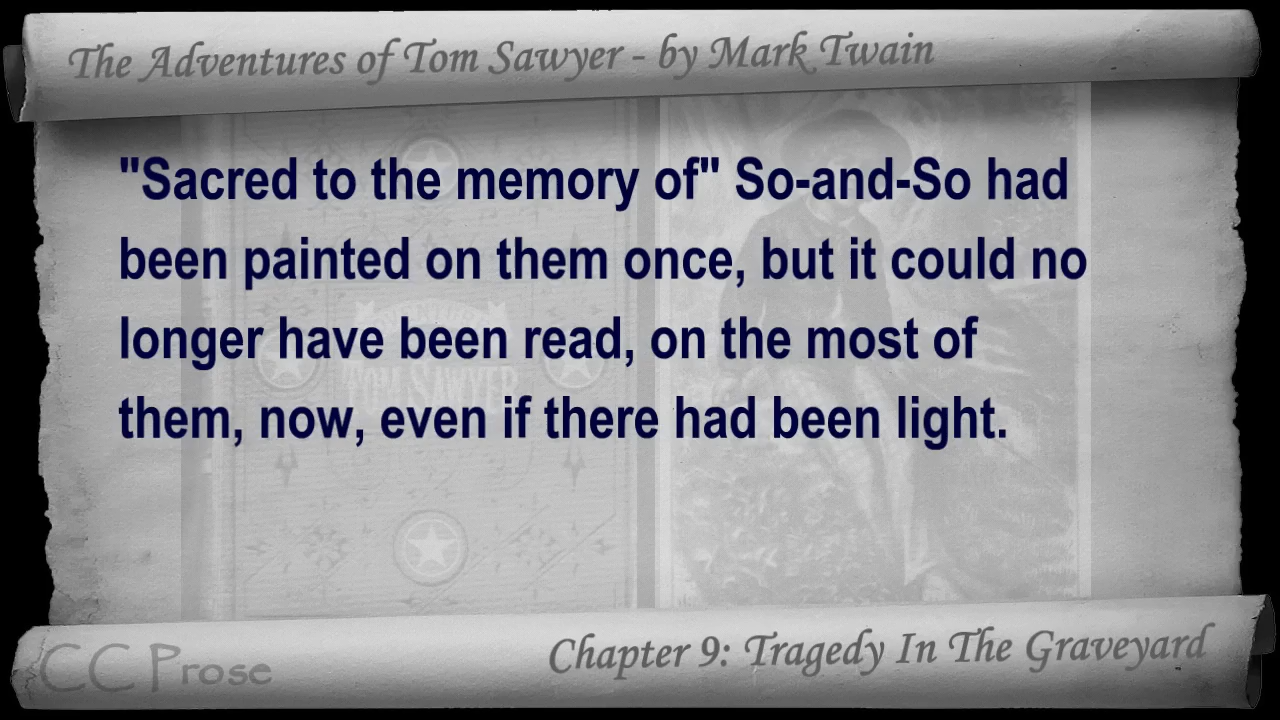 The Adventures of Tom Sawyer - by Mark Twain
"Sacred to the memory of" So-and-So had
been painted on them once, but it could no
longer have been read, on the most of
them, now, even if there had been light.
TOM SAWYER
CC Prose
Chapter 9: Tragedy In The Graveyard